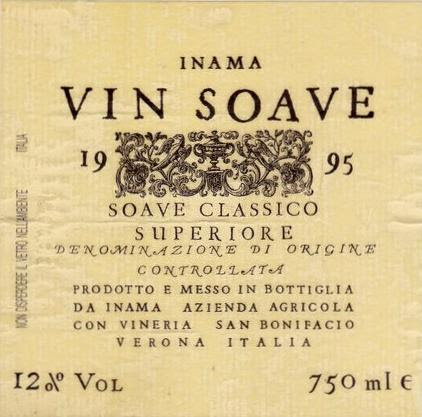 INAMA
VIN SOAVE
19 95
SOAVE CLASSICO
SUPERIORE
DENOMINAZIONE DI ORIGINE
CONTROLLATA
PRODOTTO E MESSO IN BOTTIGLIA
DA INAMA AZIENDA AGRICOLA
CON VINERIA SAN BONIFACIO
VERONA ITALIA
12% VOL 750 ml E
NON DISPERDERE IL VETRO NELL'AMBIENTE ITALIA